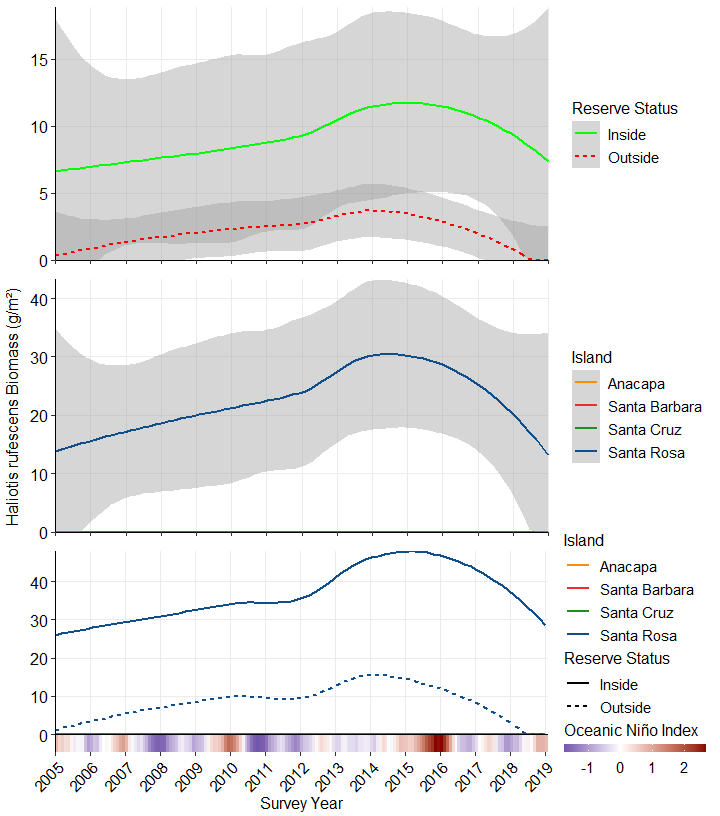 Haliotis rufescens Biomass (g/m²)
15
10
5
0
Reserve Status
Inside
Outside
40
30
20
10
0
Island
Anacapa
Santa Barbara
Santa Cruz
Santa Rosa
40
30
20
10
0
Island
Anacapa
Santa Barbara
Santa Cruz
Santa Rosa
Reserve Status
Inside
Outside
Oceanic Niño Index
-1 0 1 2
2005 2006 2007 2008 2009 2010 2011 2012 2013 2014 2015 2016 2017 2018 2019
Survey Year